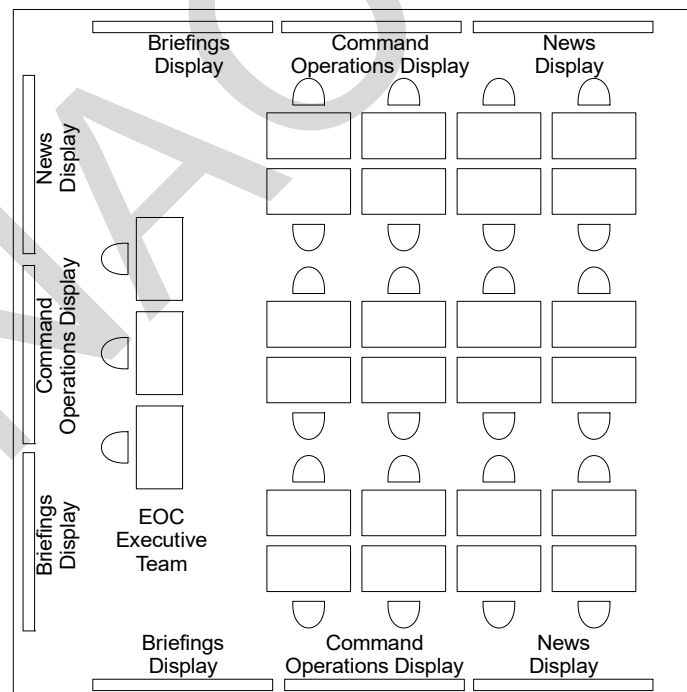 Briefings
Display
Command
Operations Display
News
Display
News
Display
Command
Operations Display
Briefings
Display
EOC
Executive
Team
Briefings
Display
Command
Operations Display
News
Display